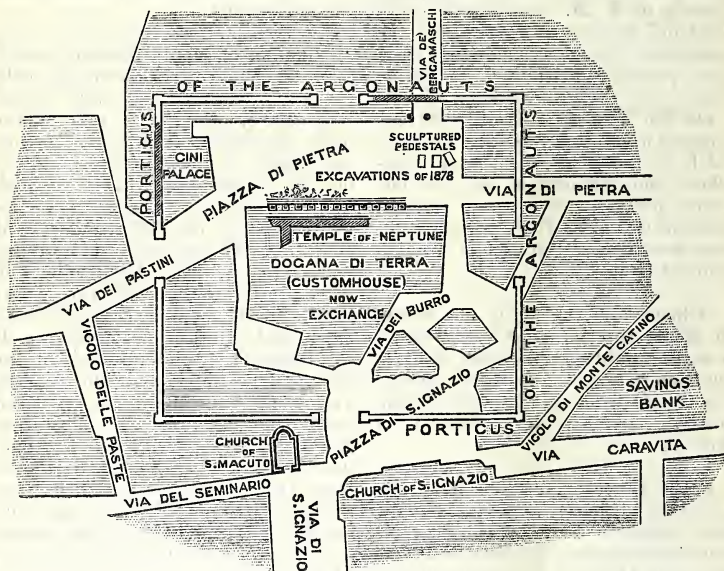 VIA DE'
BERGAMASCHI
OF THE ARGONAUTS
PORTICUS
CINI
PALACE
PIAZZA DI PIETRA
SCULPTURED
PEDESTALS
EXCAVATIONS OF 1878
VIA DI PIETRA
TEMPLE OF NEPTUNE
DOGANA DI TERRA
(CUSTOMHOUSE)
NOW
EXCHANGE
VIA DEI BURRO
OF THE ARGONAUTS
VIA DEI PASTINI
VICOLO DELLE PASTE
VICOLO DI MONTE CATINO
SAVINGS
BANK
PIAZZA DI S. IGNAZIO
PORTICUS
CHURCH
OF
S. MACUTO
VIA CARAVITA
VIA DEL SEMINARIO
CHURCH OF S. IGNAZIO
VIA DI
S. IGNAZIO